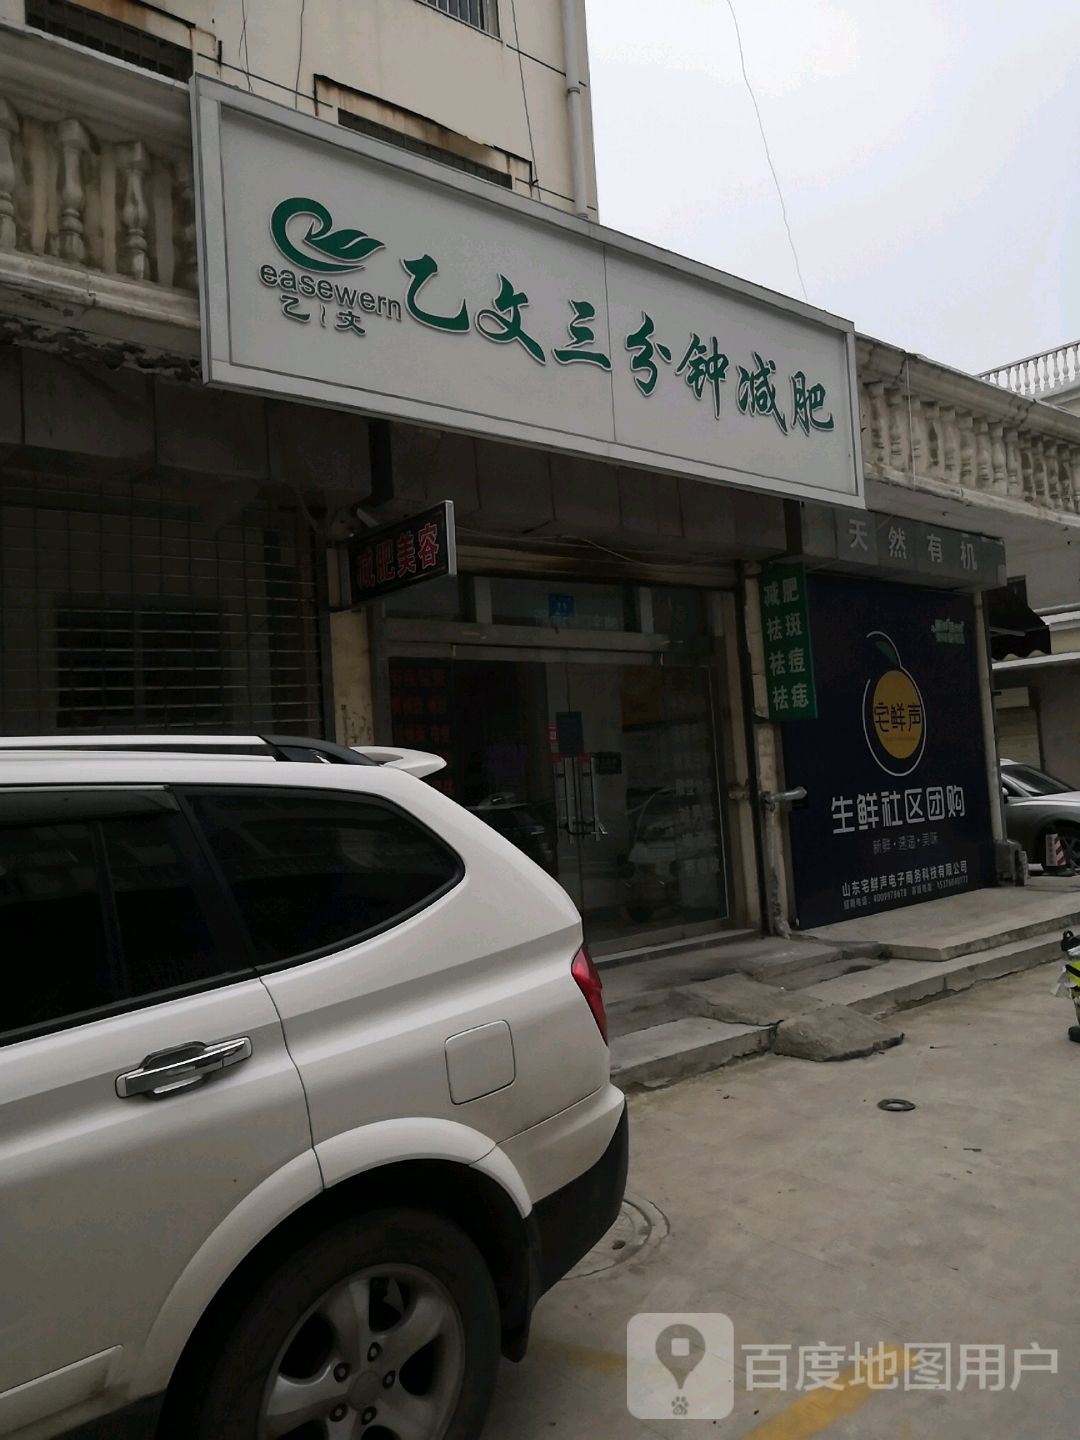 easewern
乙文
乙文三分钟减肥
减肥美容
天然有机
减肥
祛斑
祛痘
祛痣
宅鲜声
生鲜社区团购
新鲜·速递·美味
山东宅鲜声电子商务科技有限公司
百度地图用户